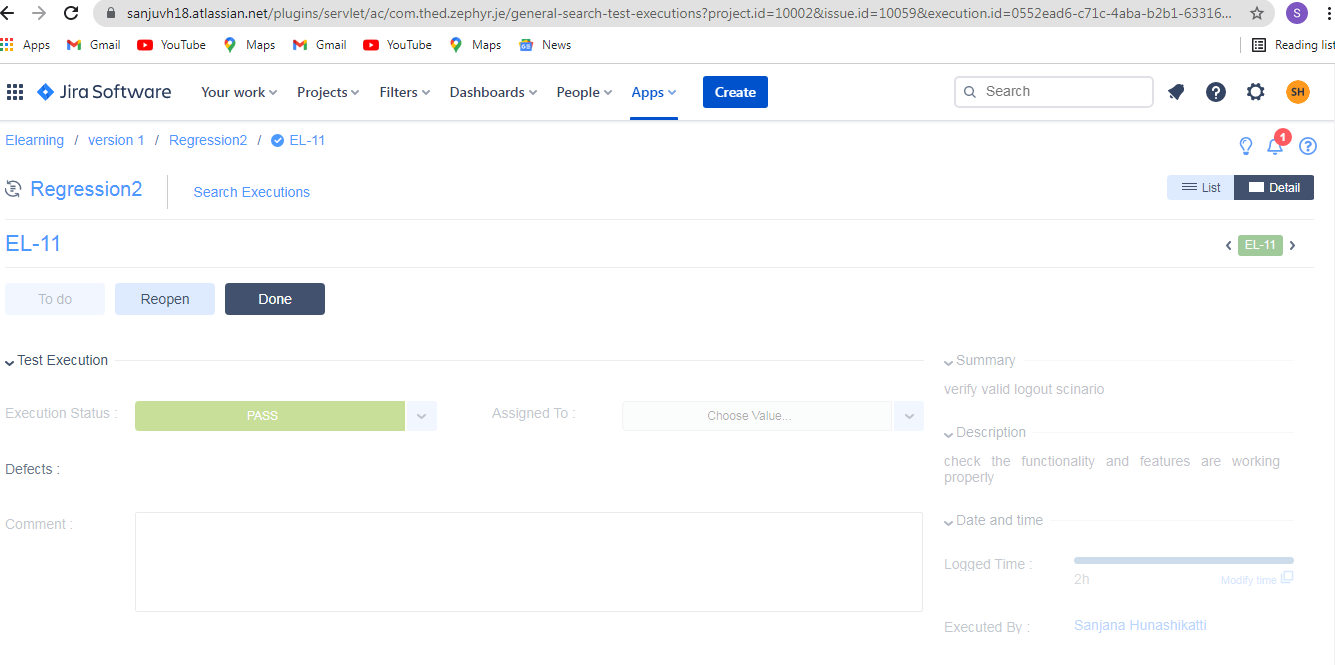 sanjuvh18.atlassian.net/plugins/servlet/ac/com.thed.zephyr.je/general-search-test-executions?project.id=10002&issue.id=10059&execution.id=0552ead6-c71c-4aba-b2b1-63316... S
Apps Gmail YouTube Maps Gmail YouTube Maps News Reading list
Jira Software Your work Projects Filters Dashboards People Apps Create Search SH
Elearning / version 1 / Regression2 / EL-11 1
Regression2 Search Executions List Detail
EL-11 EL-11
To do Reopen Done
Test Execution
Execution Status : PASS Assigned To : Choose Value...
Defects :
Comment :
Summary
verify valid logout scinario
Description
check the functionality and features are working
properly
Date and time
Logged Time :
2h Modify time
Executed By : Sanjana Hunashikatti